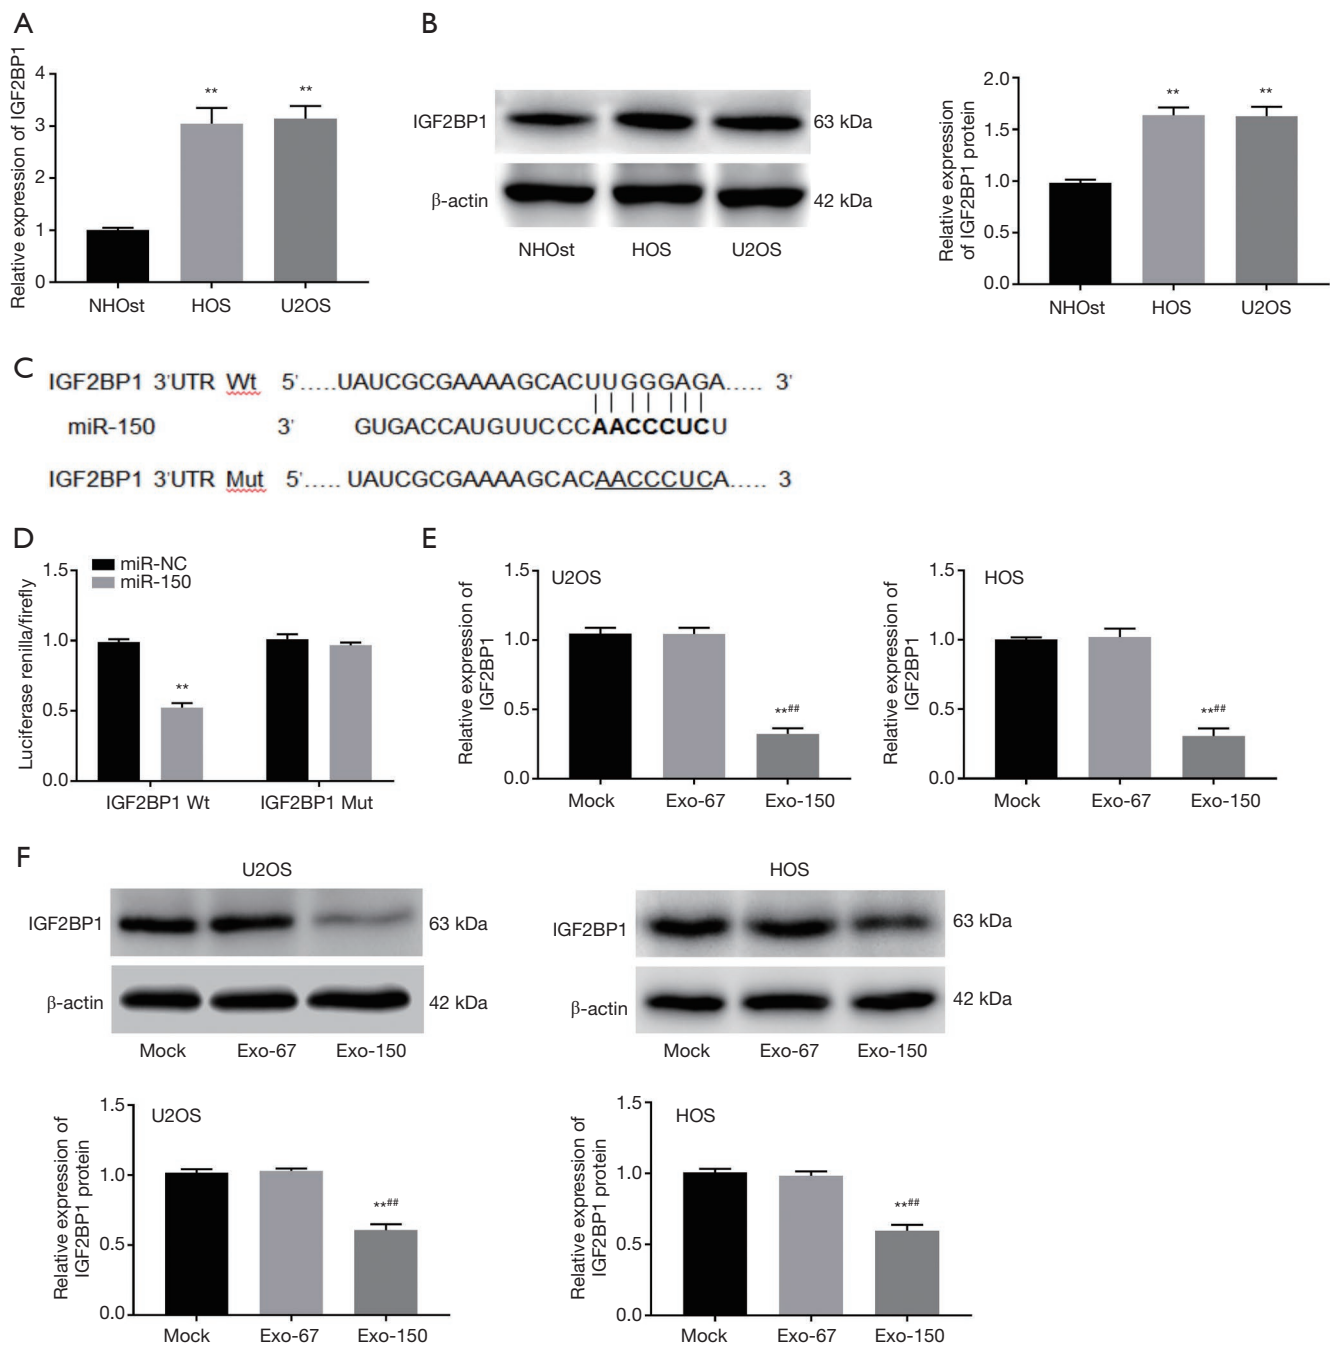 A
Relative expression of IGF2BP1
4
3
2
1
0
**
**
NHOst
HOS
U2OS
B
IGF2BP1
63 kDa
β-actin
42 kDa
NHOst
HOS
U2OS
Relative expression
of IGF2BP1 protein
2.0
1.5
1.0
0.5
0.0
**
**
NHOst
HOS
U2OS
C
IGF2BP1 3'UTR Wt 5'.....UAUCGCGAAAAGCACUUGGGAGA..... 3'
miR-150 3' GUGACCAUGUUCCCAACCCUCU
IGF2BP1 3'UTR Mut 5'..... UAUCGCGAAAAGCACAACCCUCA..... 3
D
miR-NC
miR-150
Luciferase renilla/firefly
1.5
1.0
0.5
0.0
**
IGF2BP1 Wt
IGF2BP1 Mut
E
Relative expression of
IGF2BP1
1.5
1.0
0.5
0.0
U2OS
**##
Mock
Exo-67
Exo-150
Relative expression of
IGF2BP1
1.5
1.0
0.5
0.0
HOS
**##
Mock
Exo-67
Exo-150
F
U2OS
IGF2BP1
63 kDa
β-actin
42 kDa
Mock
Exo-67
Exo-150
HOS
IGF2BP1
63 kDa
β-actin
42 kDa
Mock
Exo-67
Exo-150
Relative expression of
IGF2BP1 protein
1.5
1.0
0.5
0.0
U2OS
**##
Mock
Exo-67
Exo-150
Relative expression of
IGF2BP1 protein
1.5
1.0
0.5
0.0
HOS
**##
Mock
Exo-67
Exo-150